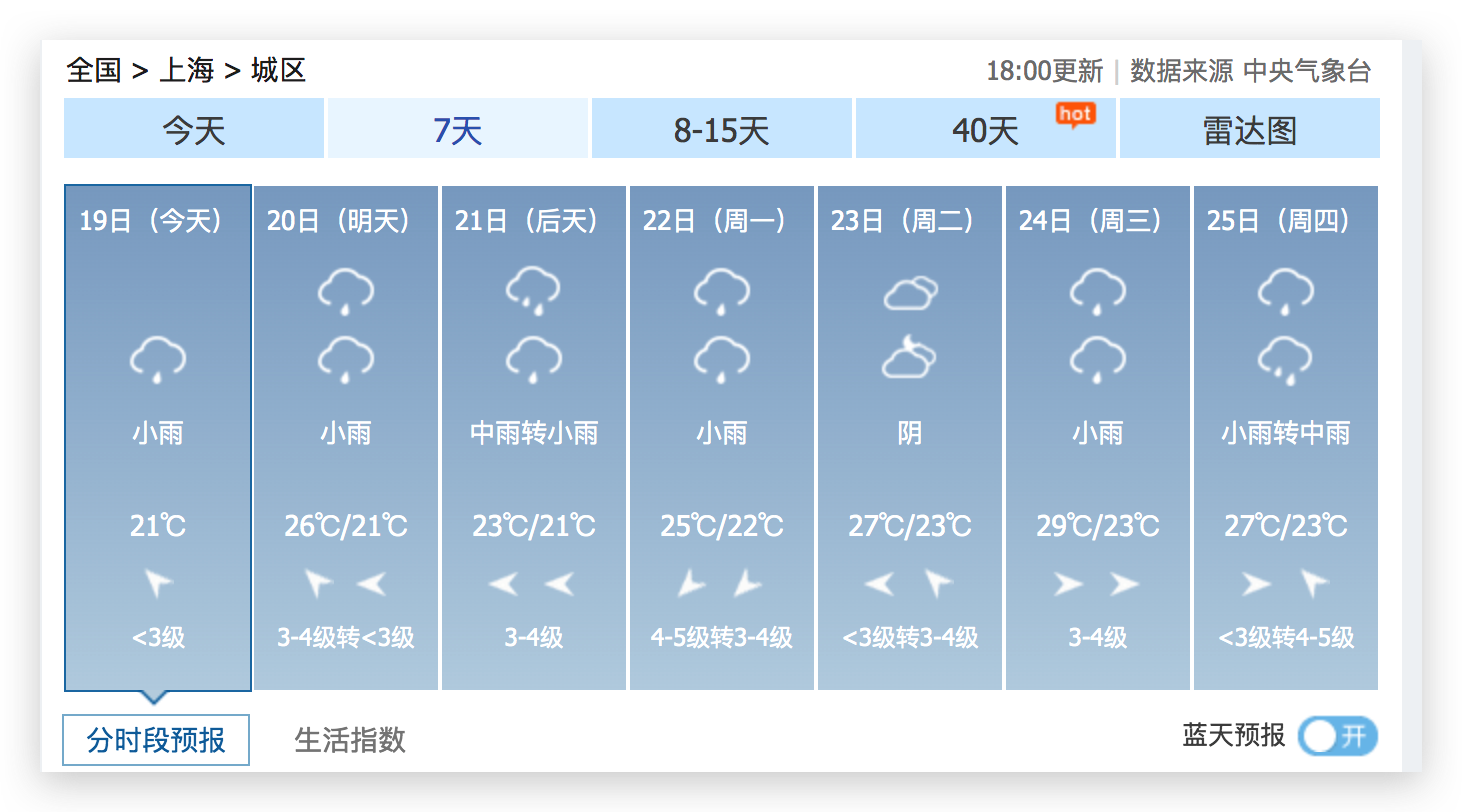 全国 > 上海 > 城区
18:00更新 | 数据来源 中央气象台
今天
7天
8-15天
40天
hot
雷达图
19日（今天）
小雨
21℃
<3级
20日（明天）
小雨
26℃/21℃
3-4级转<3级
21日（后天）
中雨转小雨
23℃/21℃
3-4级
22日（周一）
小雨
25℃/22℃
4-5级转3-4级
23日（周二）
阴
27℃/23℃
<3级转3-4级
24日（周三）
小雨
29℃/23℃
3-4级
25日（周四）
小雨转中雨
27℃/23℃
<3级转4-5级
分时段预报
生活指数
蓝天预报
开